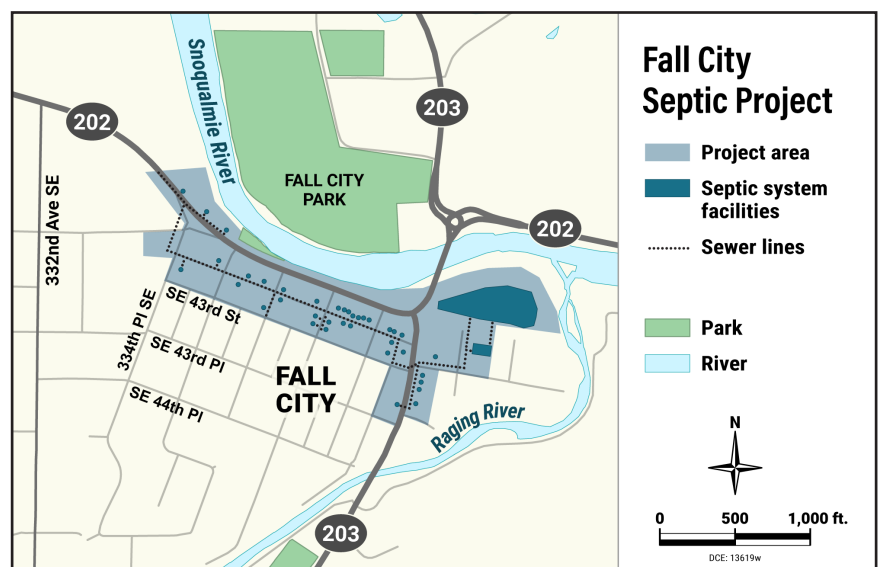 Fall City
Septic Project
Project area
Septic system
facilities
Sewer lines
Park
River
N
0 500 1,000 ft.
DCE: 13619w
Snoqualmie River
203
202
FALL CITY
PARK
332nd Ave SE
202
SE 43rd St
334th Pl SE
SE 43rd Pl
FALL
CITY
SE 44th Pl
Raging River
203